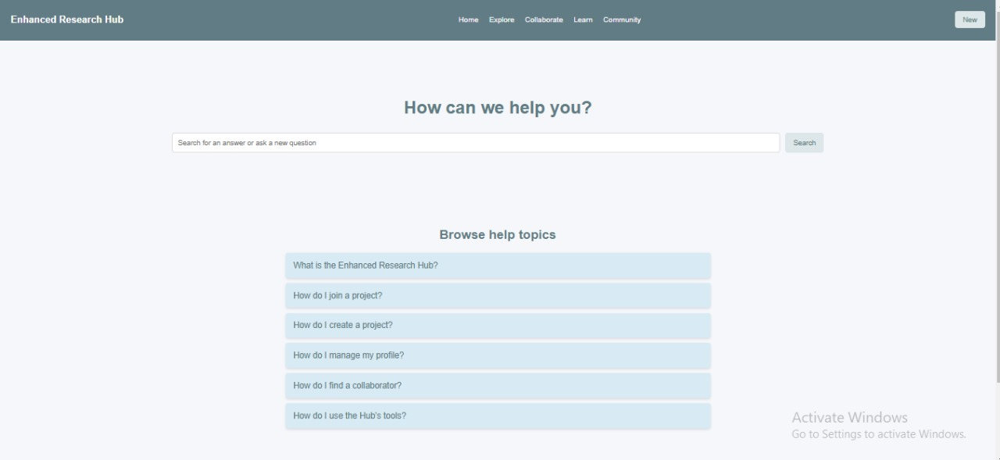 Enhanced Research Hub
Home Explore Collaborate Learn Community
New
How can we help you?
Search for an answer or ask a new question
Search
Browse help topics
What is the Enhanced Research Hub?
How do I join a project?
How do I create a project?
How do I manage my profile?
How do I find a collaborator?
How do I use the Hub's tools?
Activate Windows
Go to Settings to activate Windows.